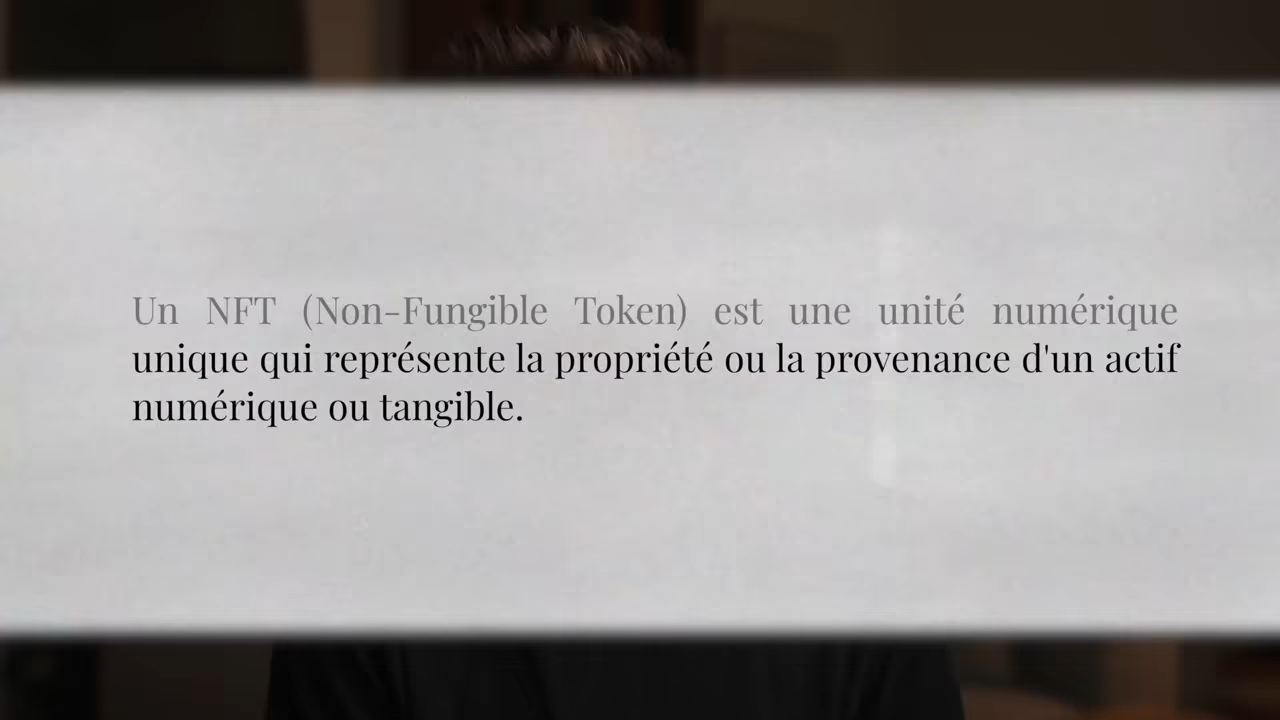 Un NFT (Non-Fungible Token) est une unité numérique
unique qui représente la propriété ou la provenance d'un actif
numérique ou tangible.